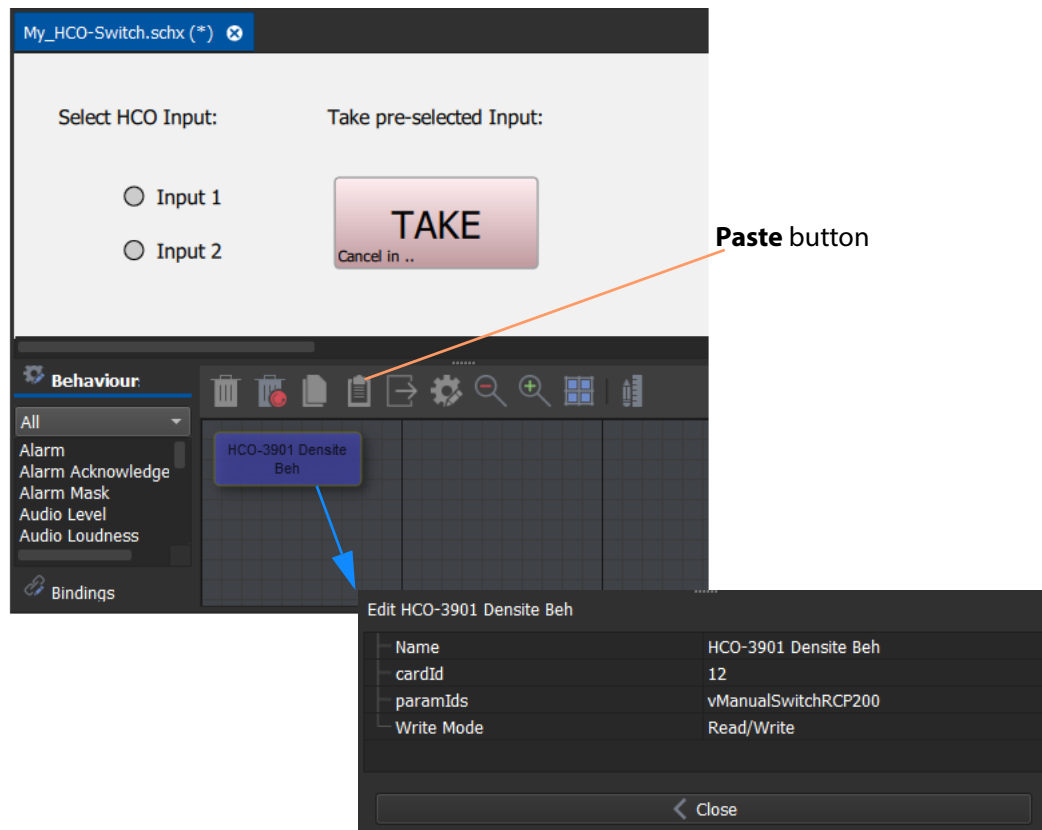 My_HCO-Switch.schx (*)
Select HCO Input:
Take pre-selected Input:
Input 1
Input 2
TAKE
Cancel in ..
Paste button
Behaviour
All
Alarm
Alarm Acknowledge
Alarm Mask
Audio Level
Audio Loudness
Bindings
HCO-3901 Densite
Beh
Edit HCO-3901 Densite Beh
Name HCO-3901 Densite Beh
cardId 12
paramIds vManualSwitchRCP200
Write Mode Read/Write
Close